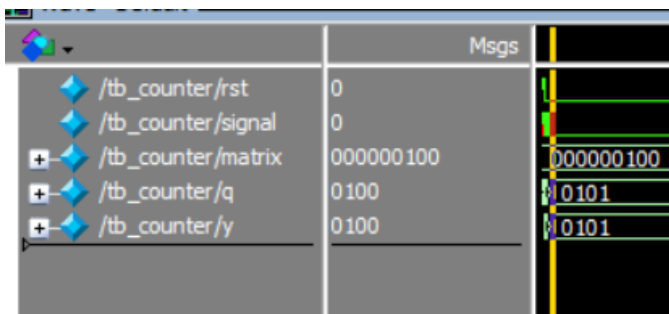 Msgs
/tb_counter/rst 0
/tb_counter/signal 0
/tb_counter/matrix 000000100 000000100
/tb_counter/q 0100 0101
/tb_counter/y 0100 0101